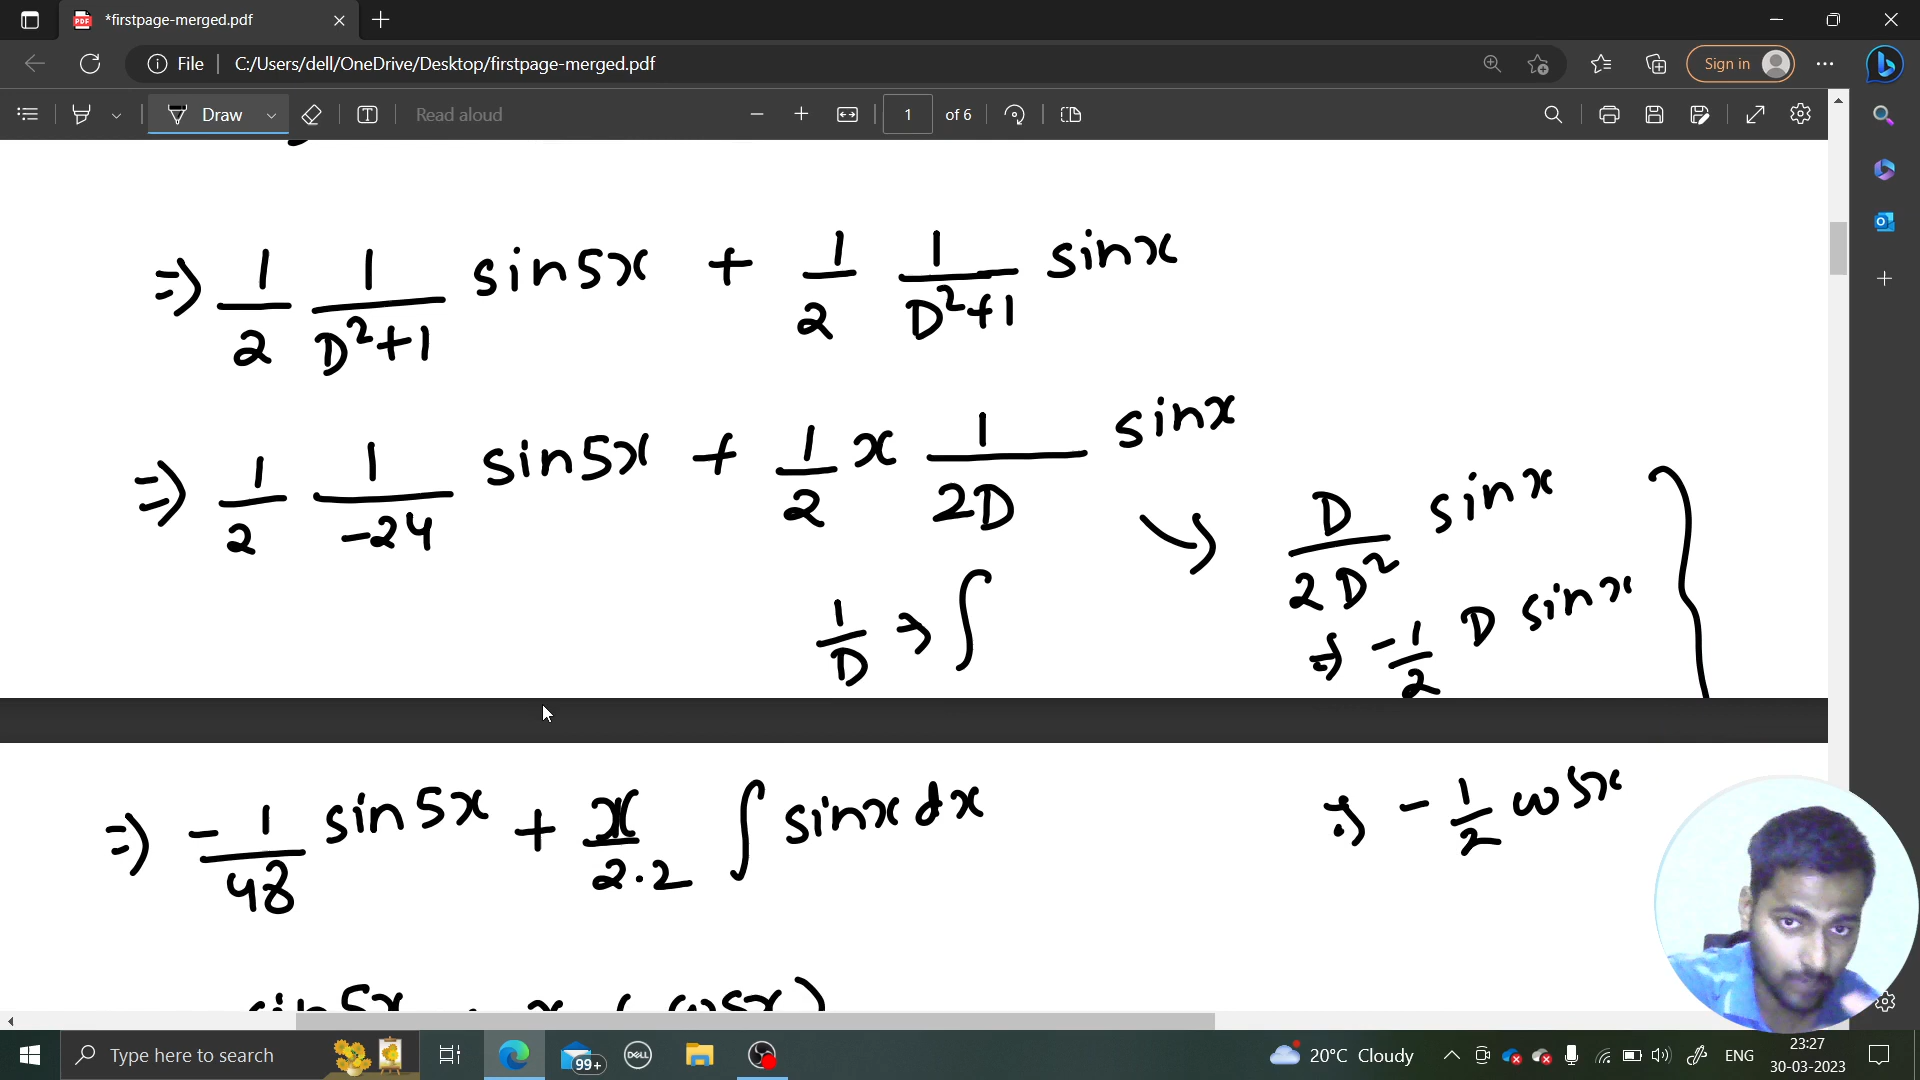 *firstpage-merged.pdf
File | C:/Users/dell/OneDrive/Desktop/firstpage-merged.pdf
Sign in
Draw
Read aloud
1 of 6
⇒ 1/2 1/(D²+1) sin5x + 1/2 1/(D²+1) sinx
⇒ 1/2 1/-24 sin5x + 1/2 x 1/2D sinx
D/2D² sinx
1/D → ∫
⇒ -1/2 D sinx
⇒ -1/48 sin5x + x/2·2 ∫ sinx dx
⇒ -1/2 cosx
Type here to search
99+
DELL
20°C Cloudy
ENG
23:27
30-03-2023